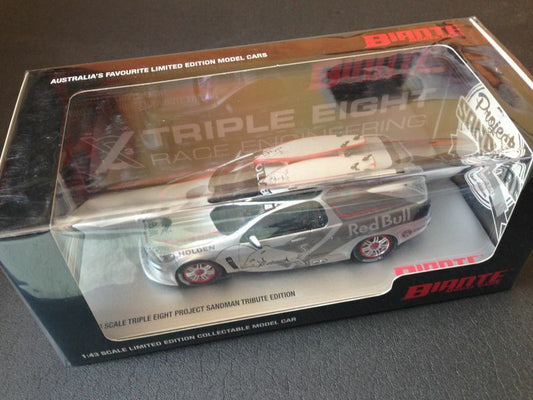 AUSTRALIA'S FAVOURITE LIMITED EDITION MODEL CARS
BIANTE
TRIPLE EIGHT
RACE ENGINEERING
Project
HOLDEN
Red Bull
BIANTE
BIANTE
SCALE TRIPLE EIGHT PROJECT SANDMAN TRIBUTE EDITION
1:43 SCALE LIMITED EDITION COLLECTABLE MODEL CAR